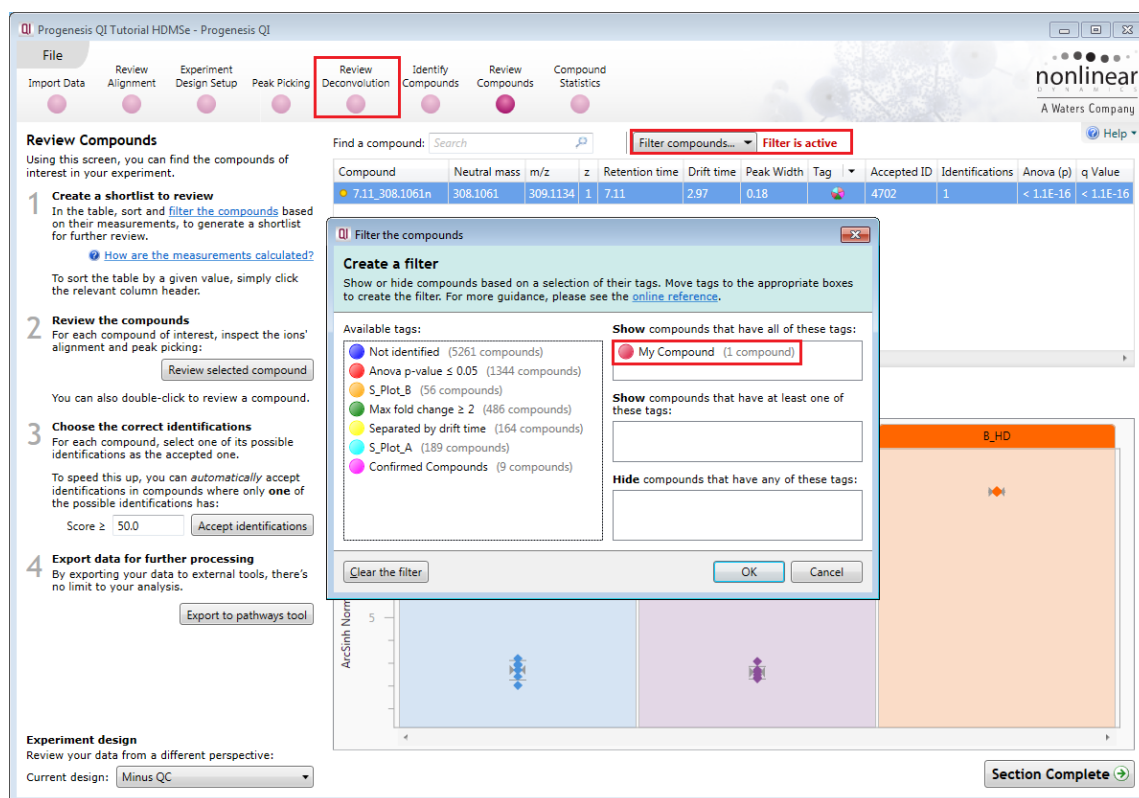 Progenesis QI Tutorial HDMSe - Progenesis QI
File
Import Data
Review Alignment
Experiment Design Setup
Peak Picking
Review Deconvolution
Identify Compounds
Review Compounds
Compound Statistics
nonlinear
DYNAMICS
A Waters Company
Help
Review Compounds
Using this screen, you can find the compounds of
interest in your experiment.
1 Create a shortlist to review
In the table, sort and filter the compounds based
on their measurements, to generate a shortlist
for further review.
How are the measurements calculated?
To sort the table by a given value, simply click
the relevant column header.
2 Review the compounds
For each compound of interest, inspect the ions'
alignment and peak picking:
Review selected compound
You can also double-click to review a compound.
3 Choose the correct identifications
For each compound, select one of its possible
identifications as the accepted one.
To speed this up, you can automatically accept
identifications in compounds where only one of
the possible identifications has:
Score ≥ 50.0 Accept identifications
4 Export data for further processing
By exporting your data to external tools, there's
no limit to your analysis.
Export to pathways tool
Experiment design
Review your data from a different perspective:
Current design: Minus QC
Find a compound: Search Filter compounds... Filter is active
Compound Neutral mass m/z z Retention time Drift time Peak Width Tag Accepted ID Identifications Anova (p) q Value
7.11_308.1061n 308.1061 309.1134 1 7.11 2.97 0.18 4702 1 < 1.1E-16 < 1.1E-16
QI Filter the compounds
Create a filter
Show or hide compounds based on a selection of their tags. Move tags to the appropriate boxes
to create the filter. For more guidance, please see the online reference.
Available tags:
Not identified (5261 compounds)
Anova p-value ≤ 0.05 (1344 compounds)
S_Plot_B (56 compounds)
Max fold change ≥ 2 (486 compounds)
Separated by drift time (164 compounds)
S_Plot_A (189 compounds)
Confirmed Compounds (9 compounds)
Show compounds that have all of these tags:
My Compound (1 compound)
Show compounds that have at least one of
these tags:
Hide compounds that have any of these tags:
Clear the filter OK Cancel
B_HD
ArcSinh Norm
5
Section Complete